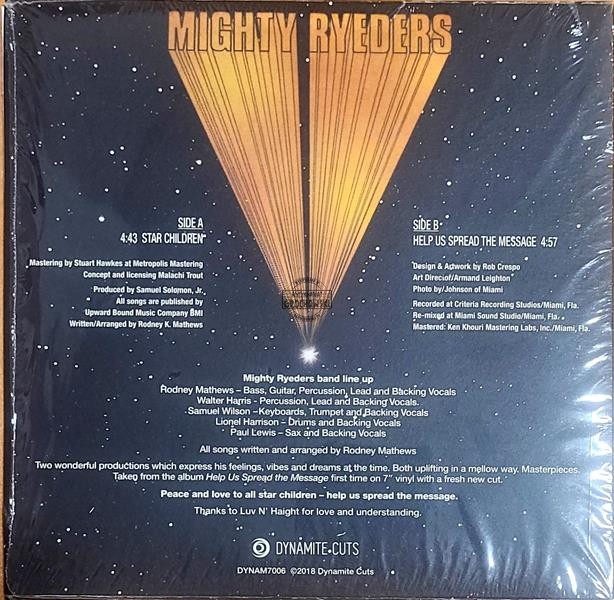 MIGHTY RYEDERS
SIDE A
4:43 STAR CHILDREN
Mastering by Stuart Hawkes at Metropolis Mastering
Concept and licensing Malachi Trout
Produced by Samuel Solomon, Jr.
All songs are published by
Upward Bound Music Company BMI
Written/Arranged by Rodney K. Mathews
SIDE B
HELP US SPREAD THE MESSAGE 4:57
Design & Artwork by Rob Crespo
Art Director/Armand Leighton
Photo by/Johnson of Miami
Recorded at Criteria Recording Studios/Miami, Fla.
Re-mixed at Miami Sound Studio/Miami, Fla.
Mastered: Ken Khouri Mastering Labs, Inc./Miami, Fla.
Mighty Ryeders band line up
Rodney Mathews – Bass, Guitar, Percussion, Lead and Backing Vocals
Walter Harris - Percussion, Lead and Backing Vocals.
Samuel Wilson –Keyboards, Trumpet and Backing Vocals
Lionel Harrison – Drums and Backing Vocals
Paul Lewis – Sax and Backing Vocals
All songs written and arranged by Rodney Mathews
Two wonderful productions which express his feelings, vibes and dreams at the time. Both uplifting in a mellow way. Masterpieces.
Taken from the album Help Us Spread the Message first time on 7" vinyl with a fresh new cut.
Peace and love to all star children – help us spread the message.
Thanks to Luv N' Haight for love and understanding.
DYNAMITE CUTS
DYNAM7006 ©2018 Dynamite Cuts